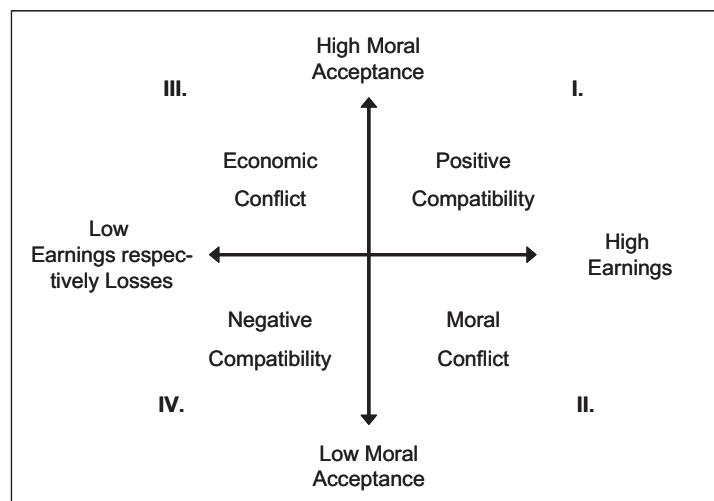 High Moral
Acceptance
III.
I.
Economic
Conflict
Positive
Compatibility
Low
Earnings respec-
tively Losses
High
Earnings
Negative
Compatibility
Moral
Conflict
IV.
II.
Low Moral
Acceptance